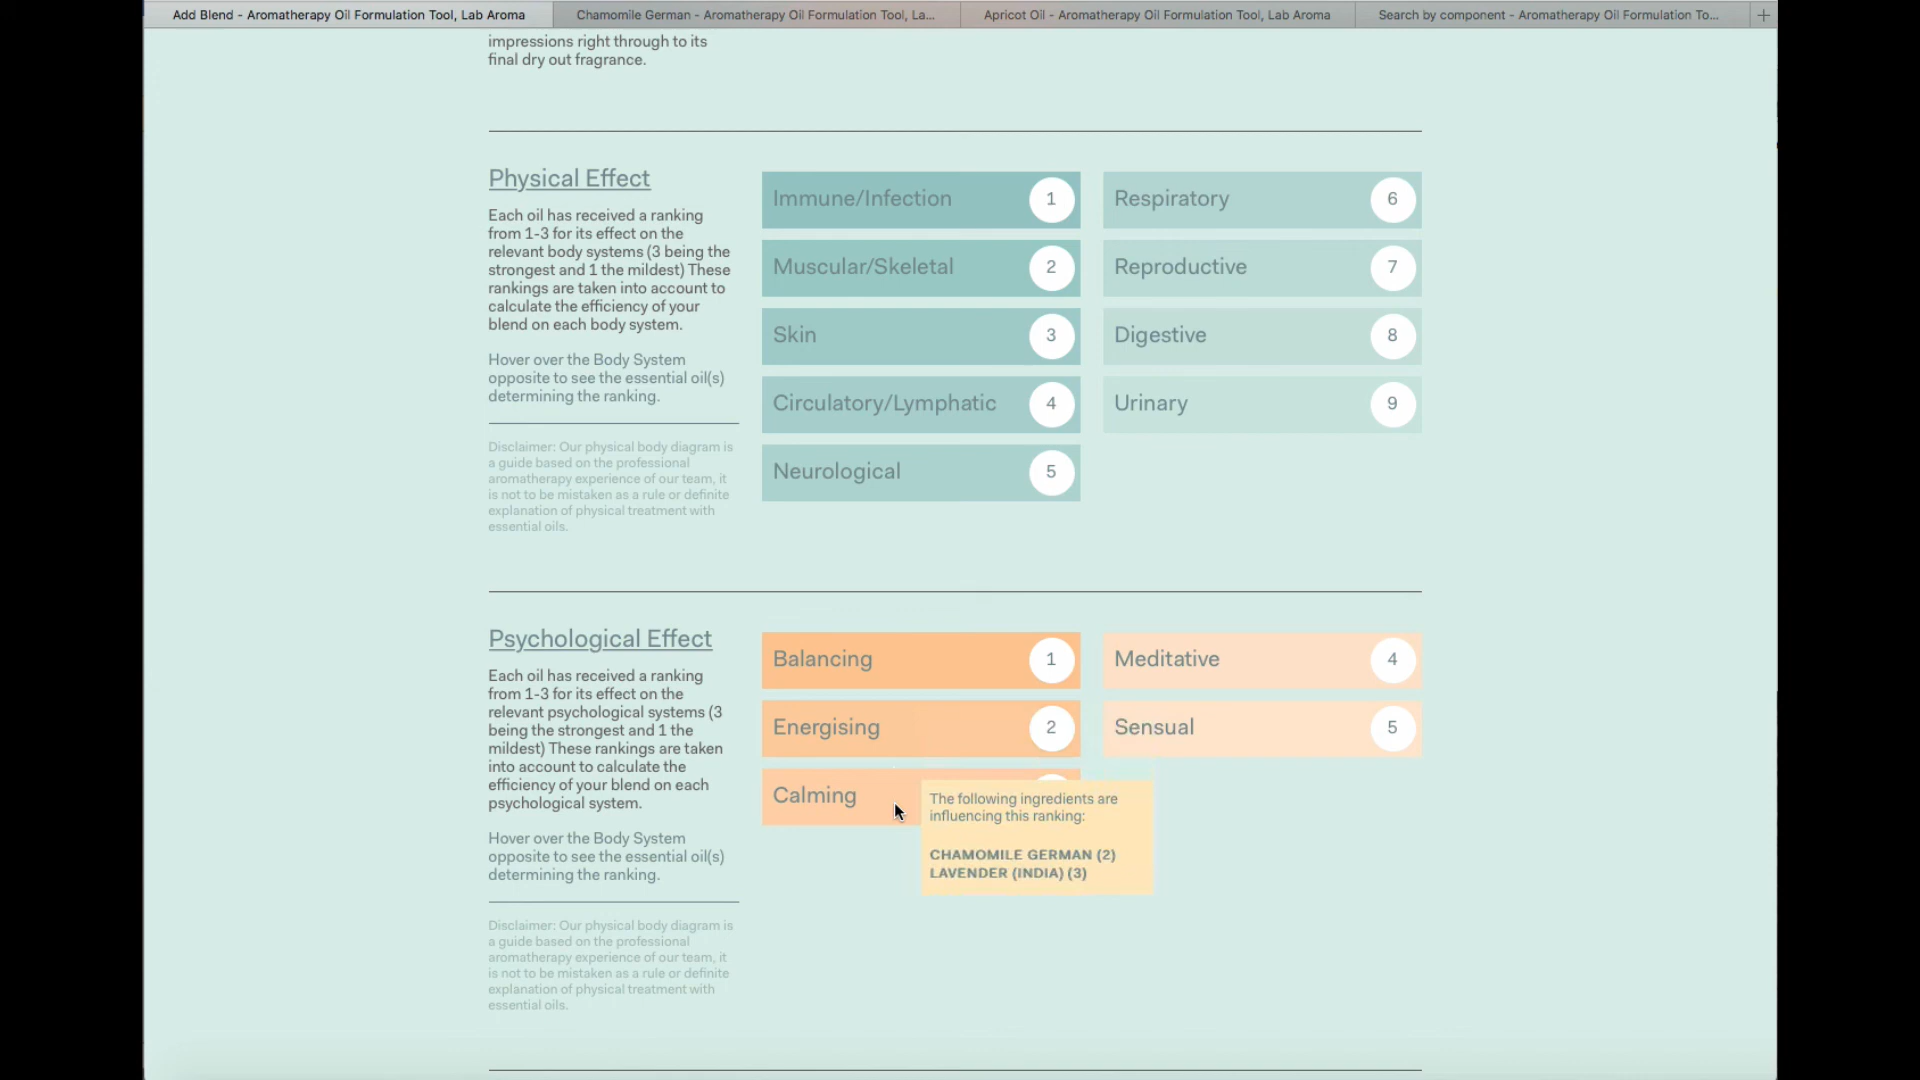 Add Blend - Aromatherapy Oil Formulation Tool, Lab Aroma
Chamomile German - Aromatherapy Oil Formulation Tool, La...
Apricot Oil - Aromatherapy Oil Formulation Tool, Lab Aroma
Search by component - Aromatherapy Oil Formulation To...
impressions right through to its
final dry out fragrance.
Physical Effect
Each oil has received a ranking
from 1-3 for its effect on the
relevant body systems (3 being the
strongest and 1 the mildest) These
rankings are taken into account to
calculate the efficiency of your
blend on each body system.
Hover over the Body System
opposite to see the essential oil(s)
determining the ranking.
Disclaimer: Our physical body diagram is
a guide based on the professional
aromatherapy experience of our team, it
is not to be mistaken as a rule or definite
explanation of physical treatment with
essential oils.
Immune/Infection 1
Muscular/Skeletal 2
Skin 3
Circulatory/Lymphatic 4
Neurological 5
Respiratory 6
Reproductive 7
Digestive 8
Urinary 9
Psychological Effect
Each oil has received a ranking
from 1-3 for its effect on the
relevant psychological systems (3
being the strongest and 1 the
mildest) These rankings are taken
into account to calculate the
efficiency of your blend on each
psychological system.
Hover over the Body System
opposite to see the essential oil(s)
determining the ranking.
Disclaimer: Our physical body diagram is
a guide based on the professional
aromatherapy experience of our team, it
is not to be mistaken as a rule or definite
explanation of physical treatment with
essential oils.
Balancing 1
Energising 2
Calming
Meditative 4
Sensual 5
The following ingredients are
influencing this ranking:
CHAMOMILE GERMAN (2)
LAVENDER (INDIA) (3)